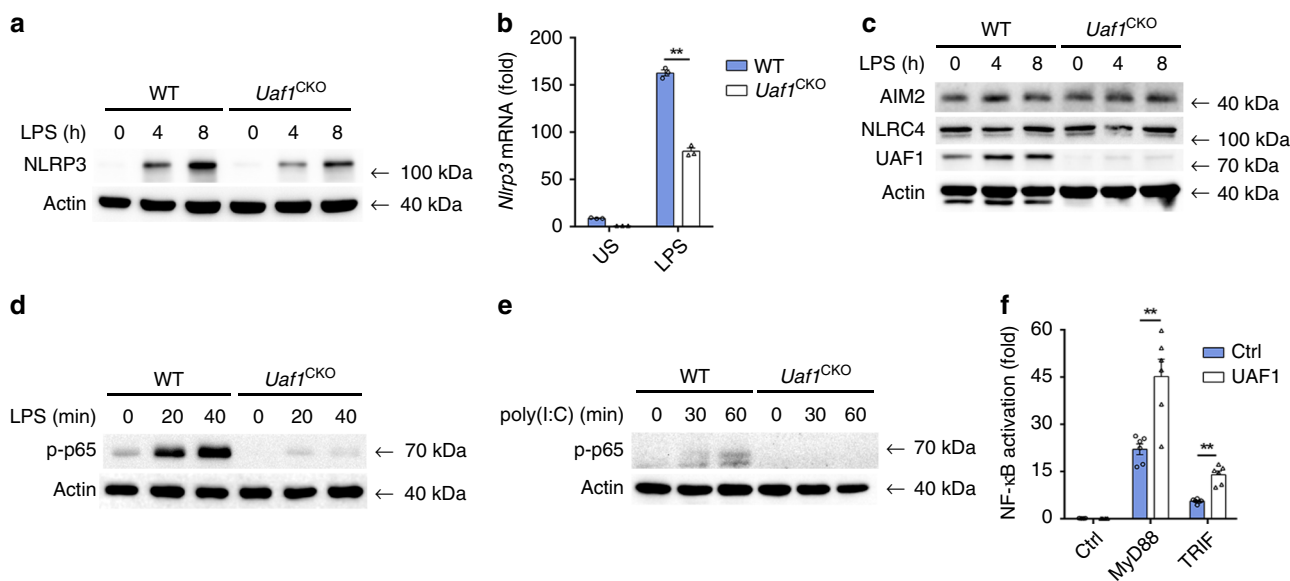 a
WT Uaf1CKO
LPS (h) 0 4 8 0 4 8
NLRP3 ← 100 kDa
Actin ← 40 kDa
b
Nlrp3 mRNA (fold)
200
150
100
50
0
**
US LPS
WT
Uaf1CKO
c
WT Uaf1CKO
LPS (h) 0 4 8 0 4 8
AIM2 ← 40 kDa
NLRC4 ← 100 kDa
UAF1 ← 70 kDa
Actin ← 40 kDa
d
WT Uaf1CKO
LPS (min) 0 20 40 0 20 40
p-p65 ← 70 kDa
Actin ← 40 kDa
e
WT Uaf1CKO
poly(I:C) (min) 0 30 60 0 30 60
p-p65 ← 70 kDa
Actin ← 40 kDa
f
NF-κB activation (fold)
60
45
30
15
0
**
**
Ctrl MyD88 TRIF
Ctrl
UAF1